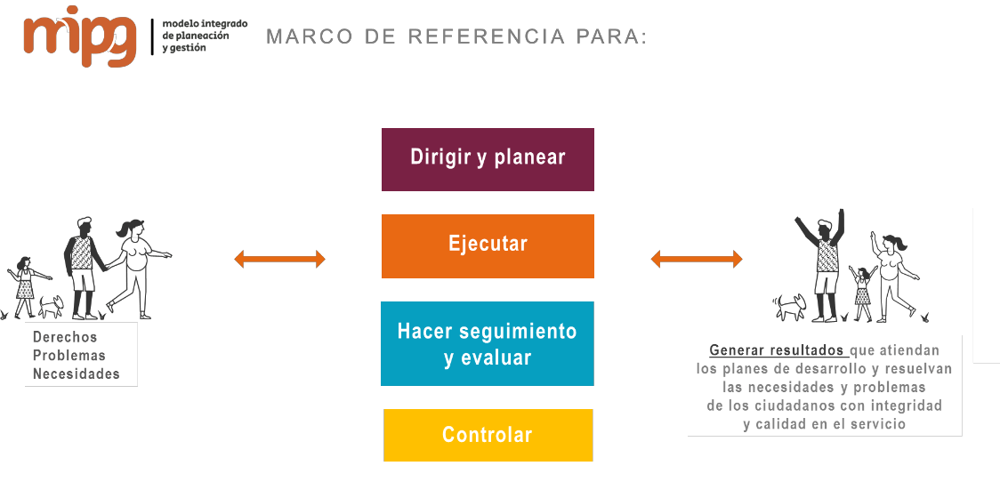 mipg
modelo integrado
de planeación
y gestión
MARCO DE REFERENCIA PARA:
Dirigir y planear
Ejecutar
Hacer seguimiento
y evaluar
Controlar
Derechos
Problemas
Necesidades
Generar resultados que atiendan
los planes de desarrollo y resuelvan
las necesidades y problemas
de los ciudadanos con integridad
y calidad en el servicio